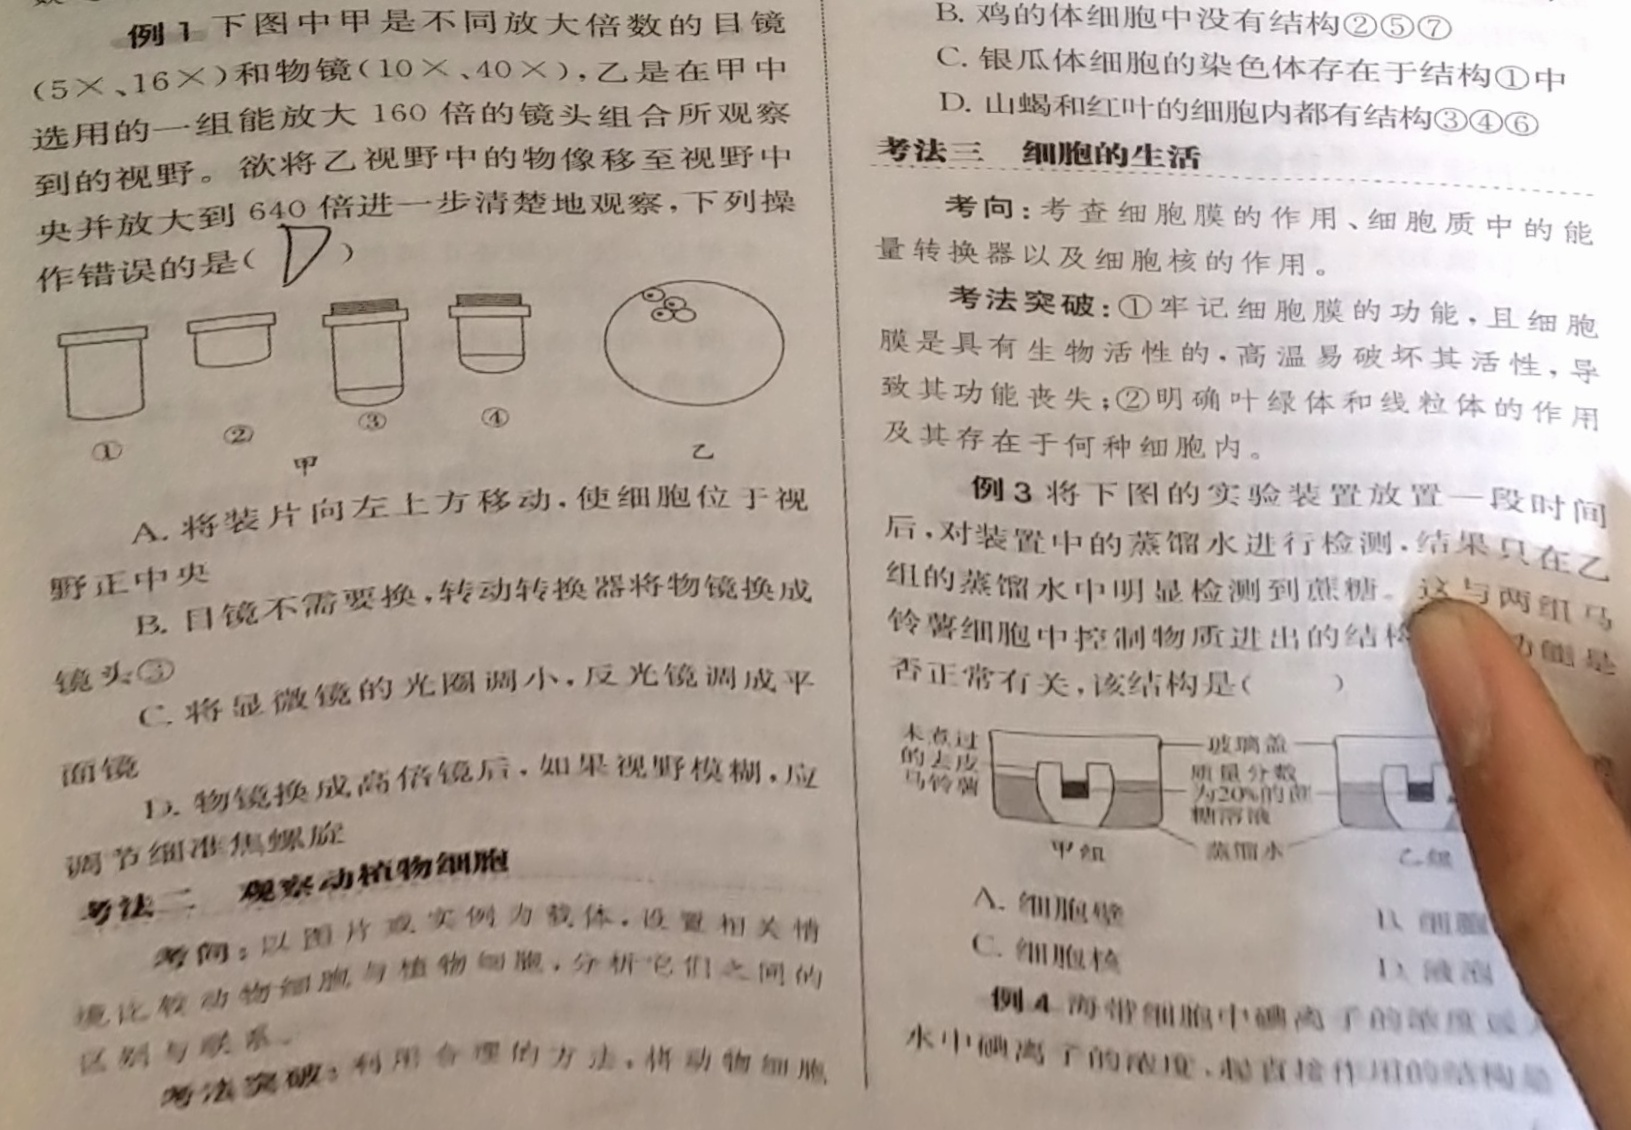 例1 下图中甲是不同放大倍数的目镜
(5×、16×)和物镜(10×、40×),乙是在甲中
选用的一组能放大 160 倍的镜头组合所观察
到的视野。欲将乙视野中的物像移至视野中
央并放大到 640 倍进一步清楚地观察,下列操
作错误的是( D )
① ② ③ ④
甲 乙
A. 将装片向左上方移动,使细胞位于视
野正中央
B. 目镜不需要换,转动转换器将物镜换成
镜头③
C. 将显微镜的光圈调小,反光镜调成平
面镜
D. 物镜换成高倍镜后,如果视野模糊,应
调节细准焦螺旋
考法二 观察动植物细胞
考向:以图片或实例为载体,设置相关情
境比较动物细胞与植物细胞,分析它们之间的
区别与联系。
考法突破:利用合理的方法,将动物细胞
B. 鸡的体细胞中没有结构②⑤⑦
C. 银瓜体细胞的染色体存在于结构①中
D. 山蝎和红叶的细胞内都有结构③④⑥
考法三 细胞的生活
考向:考查细胞膜的作用、细胞质中的能
量转换器以及细胞核的作用。
考法突破:①牢记细胞膜的功能,且细胞
膜是具有生物活性的,高温易破坏其活性,导
致其功能丧失;②明确叶绿体和线粒体的作用
及其存在于何种细胞内。
例3 将下图的实验装置放置一段时间
后,对装置中的蒸馏水进行检测,结果只在乙
组的蒸馏水中明显检测到蔗糖。这与两组马
铃薯细胞中控制物质进出的结构 功能是
否正常有关,该结构是( )
未煮过
的去皮
马铃薯
玻璃盖
质量分数
为20%的蔗
糖溶液
甲组 蒸馏水 乙组
A. 细胞壁 B. 细胞
C. 细胞核 D. 液泡
例4 海带细胞中碘离子的浓度
水中碘离子的浓度,起直接作用的结构是